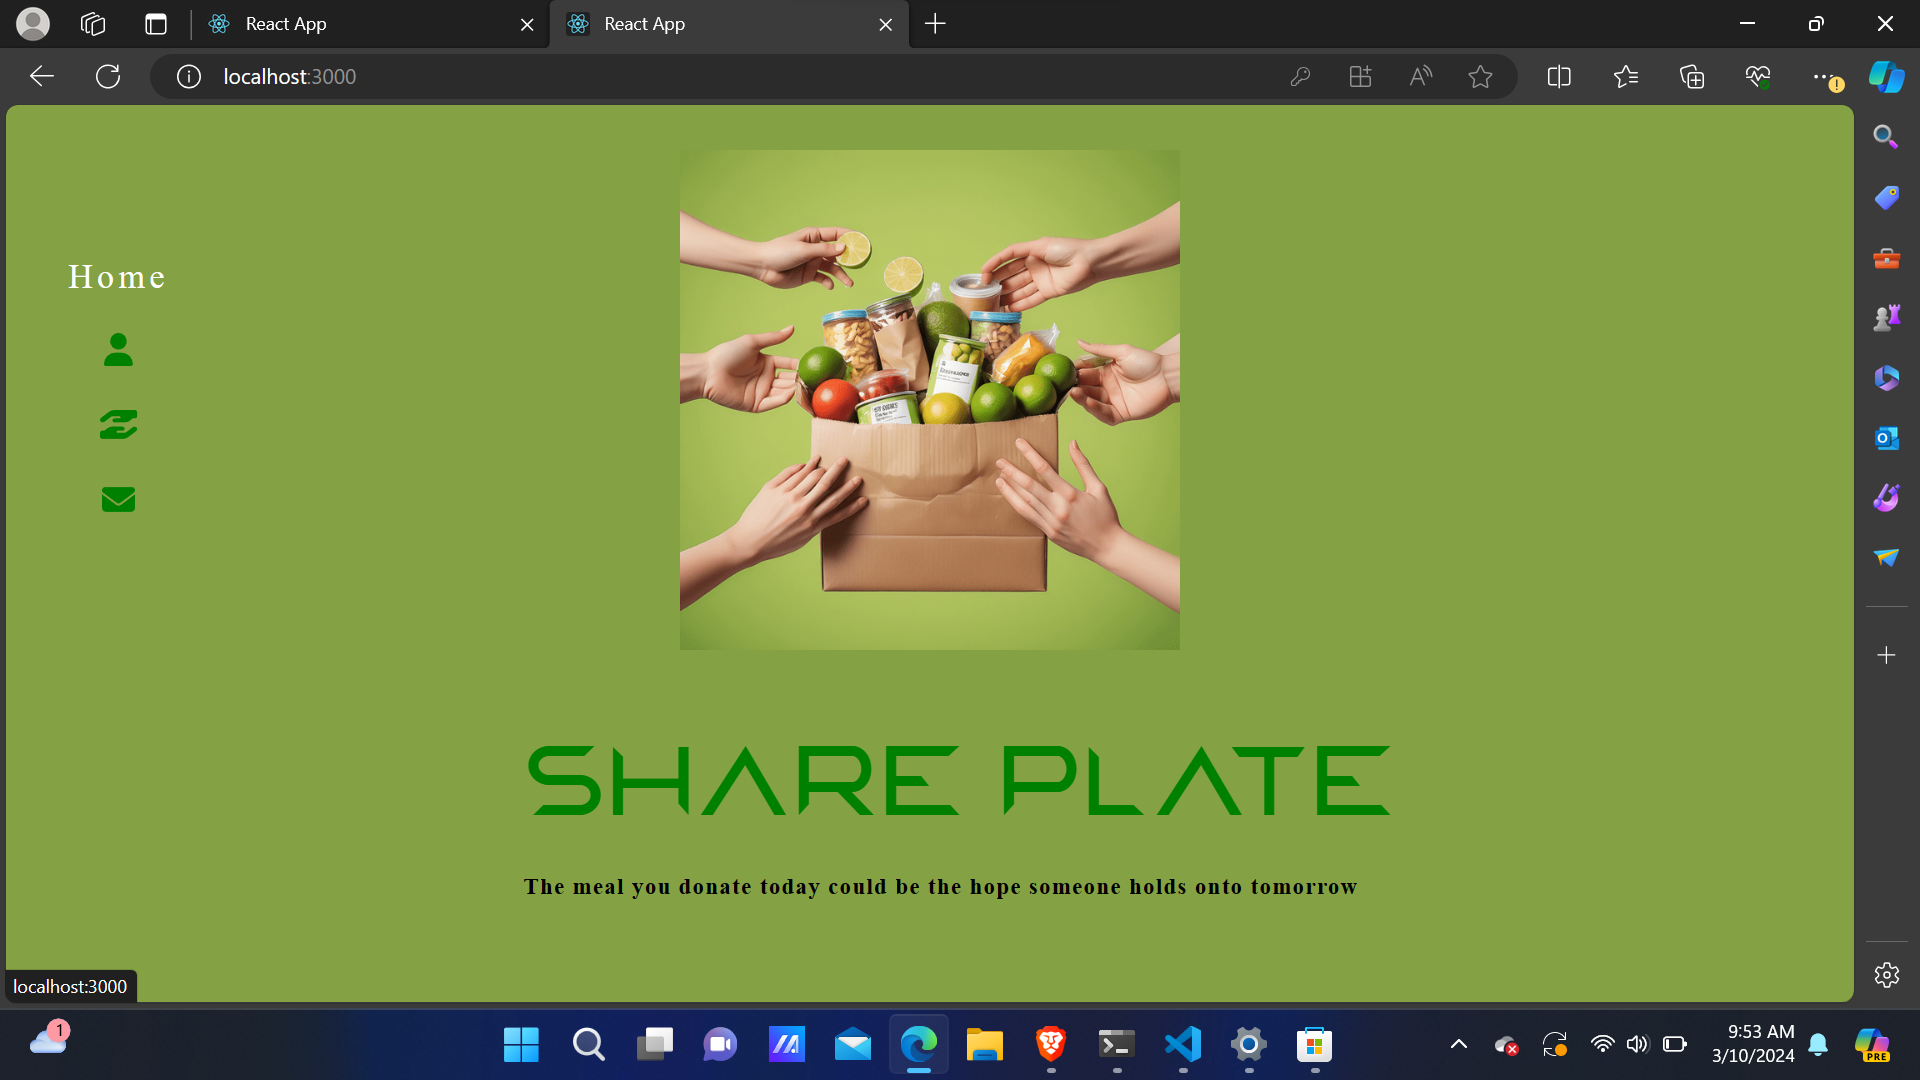 React App
React App
localhost:3000
Home
SHARE PLATE
The meal you donate today could be the hope someone holds onto tomorrow
localhost:3000
1
9:53 AM
3/10/2024
PRE